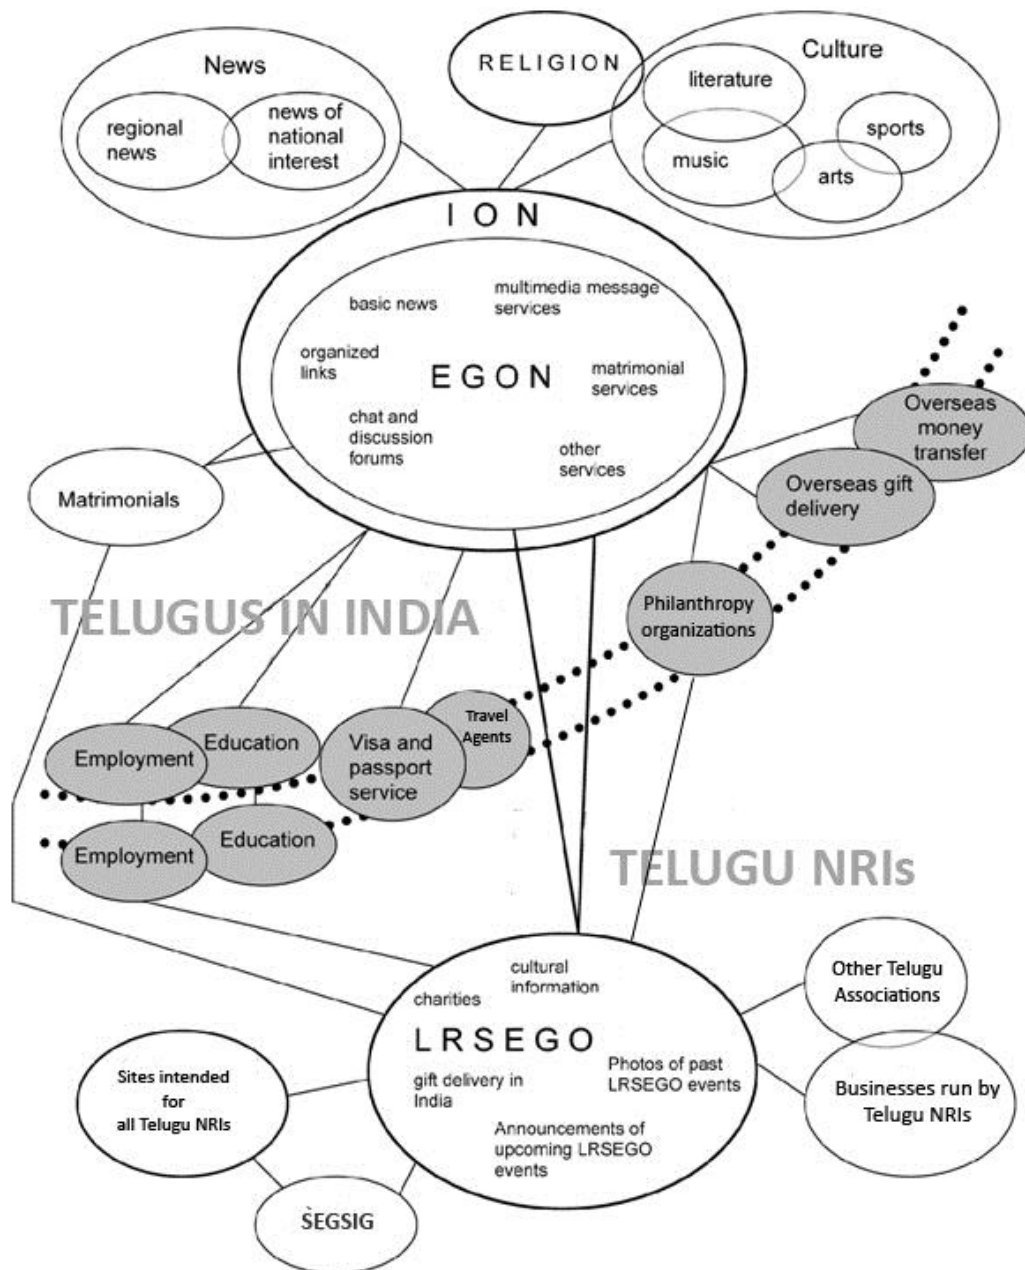 News
regional
news
news of
national
interest
RELIGION
Culture
literature
music
sports
arts
ION
basic news
multimedia message
services
organized
links
EGON
matrimonial
services
chat and
discussion
forums
other
services
Matrimonials
Overseas
money
transfer
Overseas gift
delivery
Philanthropy
organizations
TELUGUS IN INDIA
Travel
Agents
Employment
Education
Visa and
passport
service
Employment
Education
TELUGU NRIs
charities
cultural
information
LRSEGO
gift delivery in
India
Photos of past
LRSEGO events
Announcements of
upcoming LRSEGO
events
Other Telugu
Associations
Businesses run by
Telugu NRIs
Sites intended
for
all Telugu NRIs
SEGSIG